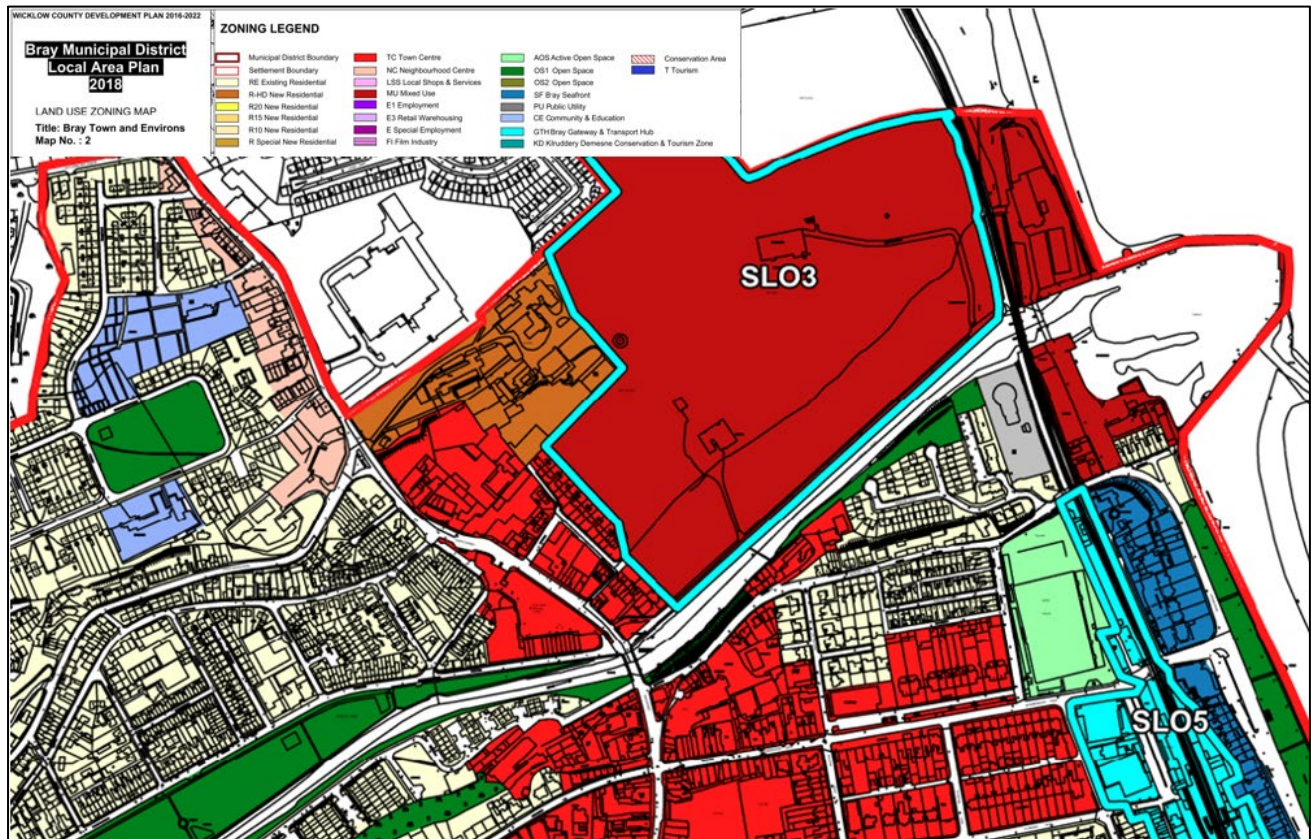 WICKLOW COUNTY DEVELOPMENT PLAN 2016-2022
Bray Municipal District
Local Area Plan
2018
LAND USE ZONING MAP
Title: Bray Town and Environs
Map No. : 2
ZONING LEGEND
Municipal District Boundary
Settlement Boundary
RE Existing Residential
R-HD New Residential
R20 New Residential
R15 New Residential
R10 New Residential
R Special New Residential
TC Town Centre
NC Neighbourhood Centre
LSS Local Shops & Services
MU Mixed Use
E1 Employment
E3 Retail Warehousing
E Special Employment
FI Film Industry
AOS Active Open Space
OS1 Open Space
OS2 Open Space
SF Bray Seafront
PU Public Utility
CE Community & Education
GTH Bray Gateway & Transport Hub
KD Kilruddery Demesne Conservation & Tourism Zone
Conservation Area
T Tourism
SLO3
SLO5